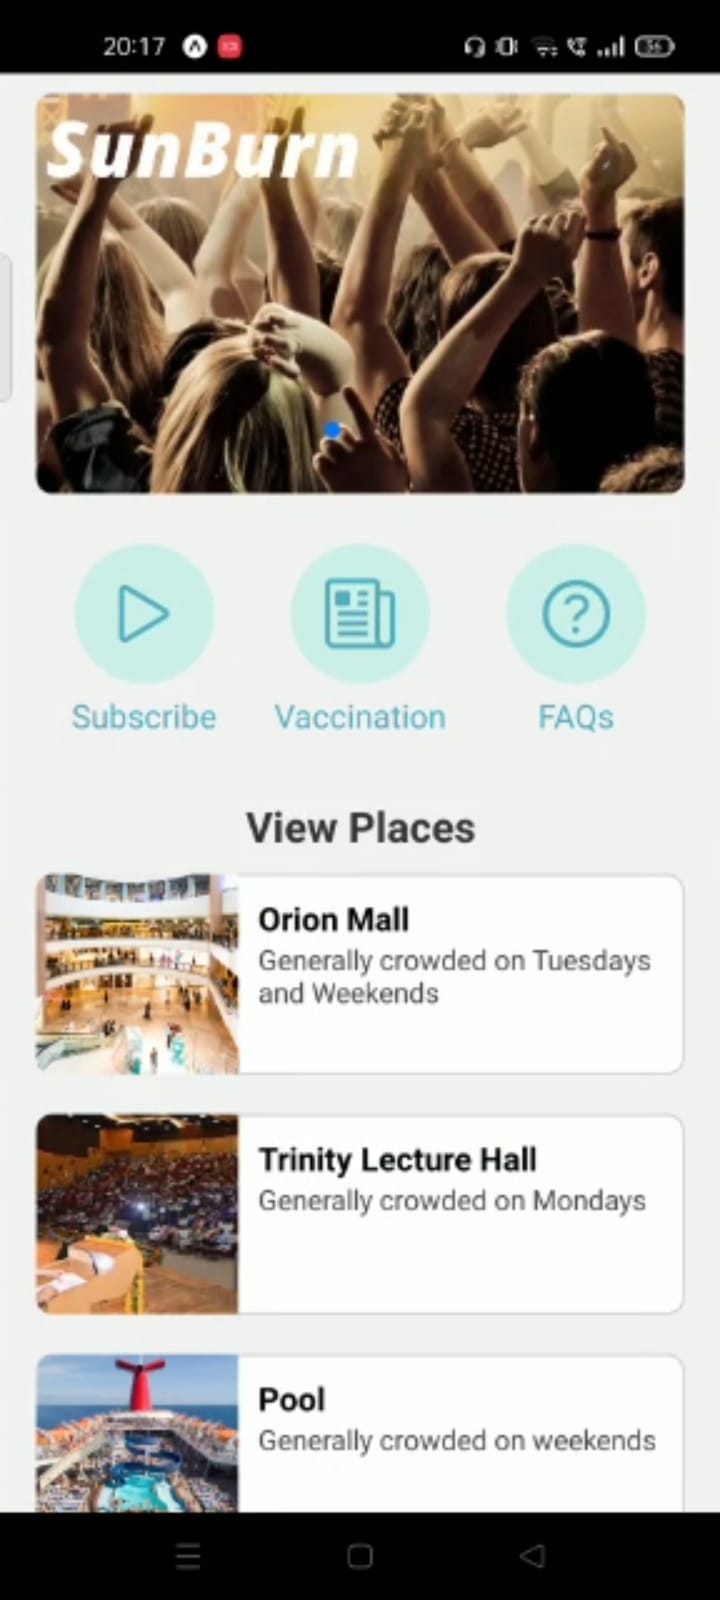 20:17
56
SunBurn
Subscribe
Vaccination
FAQs
View Places
Orion Mall
Generally crowded on Tuesdays
and Weekends
Trinity Lecture Hall
Generally crowded on Mondays
Pool
Generally crowded on weekends